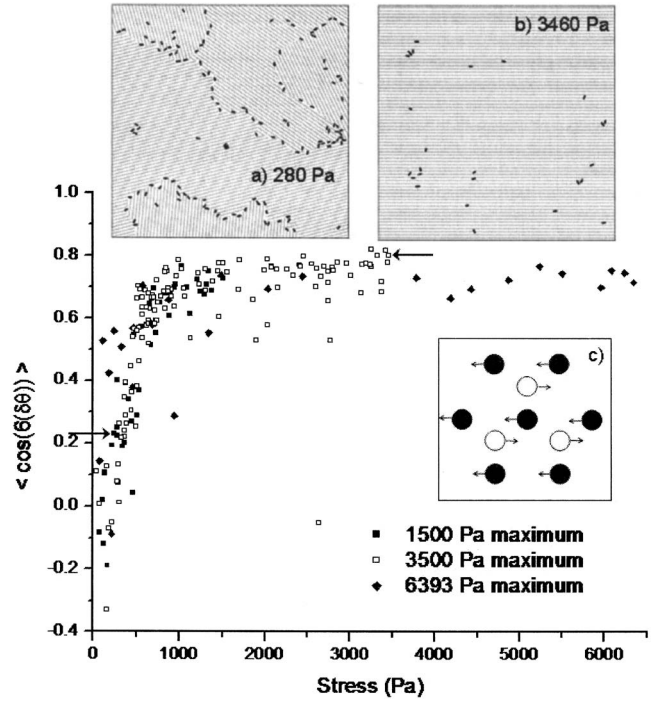 a) 280 Pa
b) 3460 Pa
1.0
0.8
0.6
0.4
0.2
0.0
-0.2
-0.4
< cos(6(δθ)) >
c)
1500 Pa maximum
3500 Pa maximum
6393 Pa maximum
0 1000 2000 3000 4000 5000 6000
Stress (Pa)